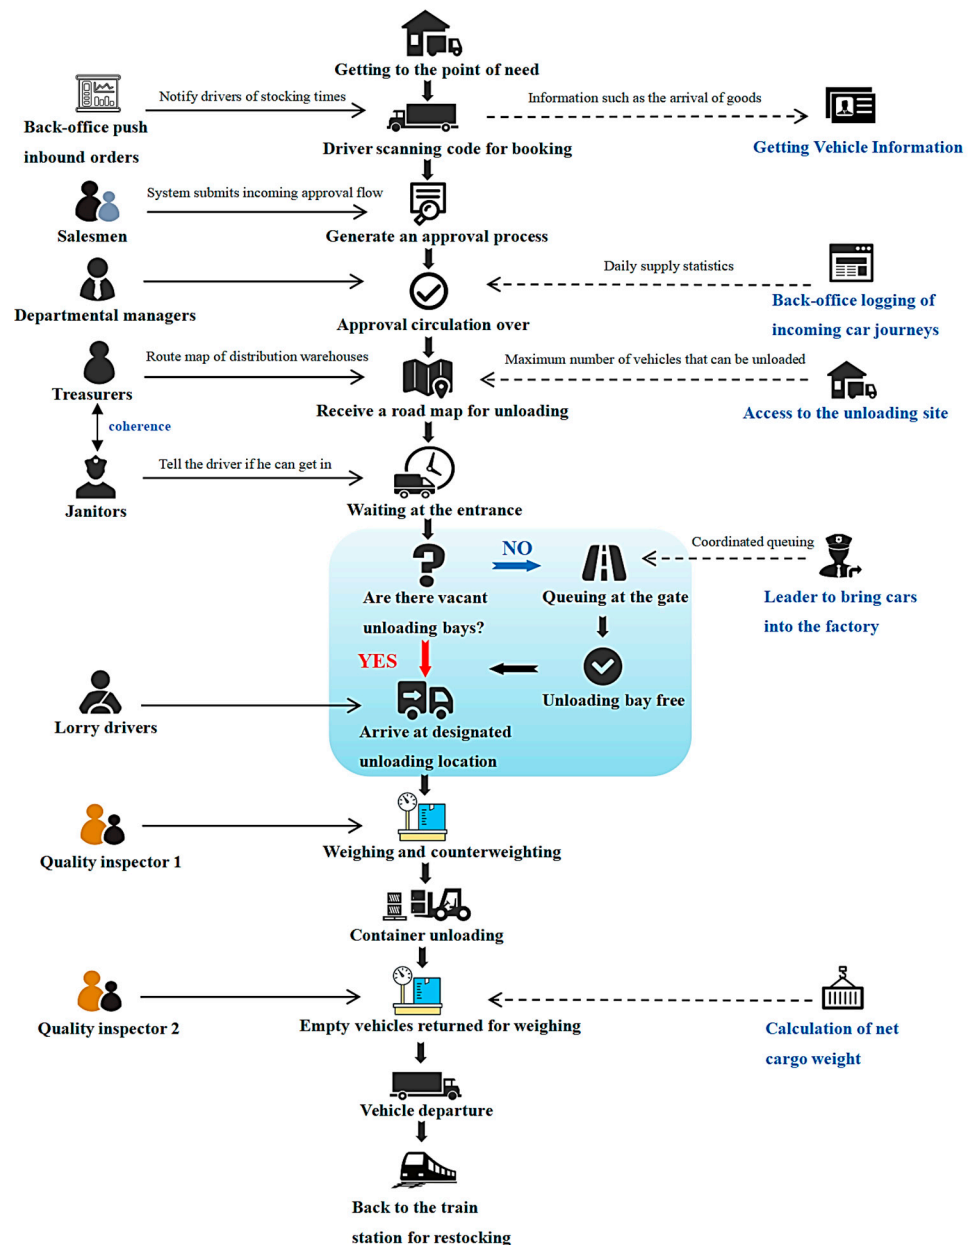 Getting to the point of need
Notify drivers of stocking times
Information such as the arrival of goods
Back-office push
inbound orders
Driver scanning code for booking
Getting Vehicle Information
System submits incoming approval flow
Salesmen
Generate an approval process
Daily supply statistics
Departmental managers
Approval circulation over
Back-office logging of
incoming car journeys
Route map of distribution warehouses
Maximum number of vehicles that can be unloaded
Treasurers
Receive a road map for unloading
Access to the unloading site
coherence
Tell the driver if he can get in
Janitors
Waiting at the entrance
NO
Coordinated queuing
Are there vacant
unloading bays?
Queuing at the gate
Leader to bring cars
into the factory
YES
Unloading bay free
Lorry drivers
Arrive at designated
unloading location
Quality inspector 1
Weighing and counterweighting
Container unloading
Quality inspector 2
Empty vehicles returned for weighing
Calculation of net
cargo weight
Vehicle departure
Back to the train
station for restocking